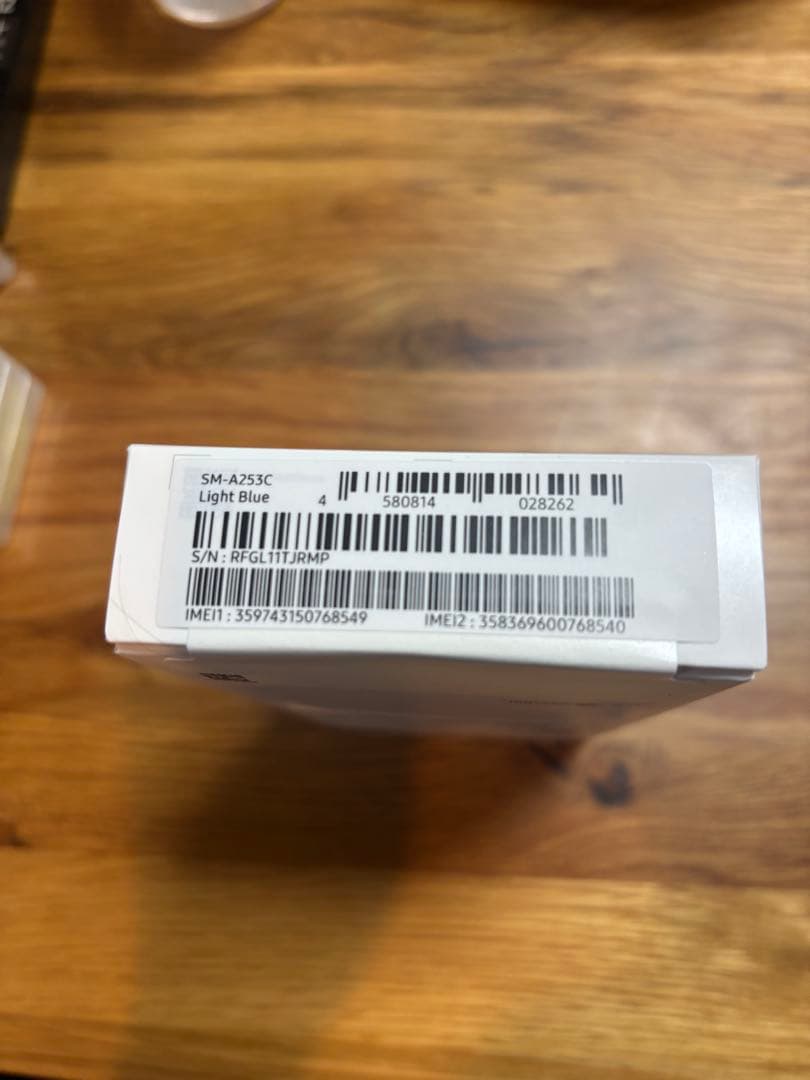 SM-A253C
Light Blue
4 580814 028262
S/N : RFGL11TJRMP
IMEI1 : 359743150768549 IMEI2 : 358369600768540